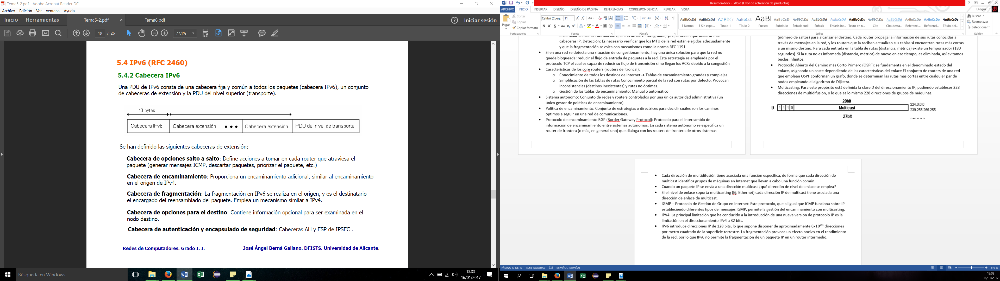 Tema5-2.pdf - Adobe Acrobat Reader DC
Archivo Edición Ver Ventana Ayuda
Inicio Herramientas Tema5-2.pdf × Tema6.pdf ? Iniciar sesión
19 / 26 77,1%
5.4 IPv6 (RFC 2460)
5.4.2 Cabecera IPv6
Una PDU de IPv6 consta de una cabecera fija y común a todos los paquetes (cabecera IPv6), un conjunto
de cabeceras de extensión y la PDU del nivel superior (transporte).
40 bytes
Cabecera IPv6 Cabecera extensión ● ● ● Cabecera extensión PDU del nivel de transporte
Se han definido las siguientes cabeceras de extensión:
Cabecera de opciones salto a salto: Define acciones a tomar en cada router que atraviesa el
paquete (generar mensajes ICMP, descartar paquetes, priorizar el paquete, etc.)
Cabecera de encaminamiento: Proporciona un encaminamiento adicional, similar al encaminamiento
en el origen de IPv4.
Cabecera de fragmentación: La fragmentación en IPv6 se realiza en el origen, y es el destinatario
el encargado del reensamblado del paquete. Emplea un mecanismo similar a IPv4.
Cabecera de opciones para el destino: Contiene información opcional para ser examinada en el
nodo destino.
Cabecera de autenticación y encapsulado de seguridad: Cabeceras AH y ESP de IPSEC .
Redes de Computadores. Grado I. I. José Ángel Berná Galiano. DFISTS. Universidad de Alicante.
Búsqueda en Windows
13:33
16/01/2017
Resumen.docx - Word (Error de activación de productos)
ARCHIVO INICIO INSERTAR DISEÑO DISEÑO DE PÁGINA REFERENCIAS CORRESPONDENCIA REVISAR VISTA Diegus .
Pegar
Cortar
Copiar
Copiar formato
Portapapeles
Calibri (Cuerp 11
N K S abc x₂ x²
Fuente
Párrafo
AaBbCcDd AaBbCcDd AaBbC AaBbCcD AaB AaBbCcD AaBbCcDd AaBbCcDd AaBbCcDd AaBbCcDc AaBbCcDd AaBbCcDd AABBCCDD AABBCCDD AaBbCcDc
¶ Normal ¶ Sin espa... Título 1 Título 2 Puesto Subtítulo Énfasis sutil Énfasis Énfasis int... Texto en n... Cita Cita desta... Referenci... Referenci... Título del...
Estilos
Buscar
Reemplazar
Seleccionar
Edición
encaminar la misma información que con un MTU más grande, ya que tienen que analizar más
cabeceras IP. Detección: Es necesario verificar que los MTU de la red están elegidos adecuadamente
y que la fragmentación se evita con mecanismos como la norma RFC 1191.
• Si en una red se detecta una situación de congestionamiento, hay una única solución para que la red no
quede bloqueada: reducir el flujo de entrada de paquetes a la red. Esta estrategia es empleada por el
protocolo TCP el cual es capaz de reducir su flujo de transmisión si no llegan los ACKs debido a la congestión
• Características de los core routers (routers del troncal):
o Conocimiento de todos los destinos de Internet -> Tablas de encaminamiento grandes y complejas.
o Simplificación de las tablas de rutas Conocimiento parcial de la red con rutas por defecto. Provocan
inconsistencias (destinos inexistentes) y rutas no óptimas.
o Gestión de las tablas de encaminamiento: Manual o automático
• Sistema autónomo: Conjunto de redes y routers controlados por una única autoridad administrativa (un
único gestor de políticas de encaminamiento).
• Política de encaminamiento: Conjunto de estrategias o directrices para decidir cuáles son los caminos
óptimos a seguir en una red de comunicaciones.
• Protocolo de encaminamiento BGP (Border Gateway Protocol): Protocolo para el intercambio de
información de encaminamiento entre sistemas autónomos. En cada sistema autónomo se especifica un
router de frontera (o más, en general uno) que dialoga con los routers de frontera de otros sistemas
(número de saltos) para alcanzar el destino. Cada router propaga la información de sus rutas conocidas a
través de mensajes en la red, y los routers que la reciben actualizan sus tablas si encuentran rutas más cortas
a un mismo destino. Para cada entrada en la tabla de rutas (distancia, métrica) existe un temporizador (180
segundos). Si la ruta no es informada (distancia, métrica) de nuevo en ese tiempo, es eliminada, así evitamos
bucles infinitos.
• Protocolo Abierto del Camino más Corto Primero (OSPF): se fundamenta en el denominado estado del
enlace, asignando un coste dependiendo de las características del enlace El conjunto de routers de una red
que emplean OSPF conforman un grafo, donde se determinan las rutas más cortas entre cualquier par de
nodos empleando el algoritmo de Dijkstra.
• Multicasting: Para este propósito está definida la clase D del direccionamiento IP, pudiendo establecer 228
direcciones de multidifusión, o lo que es lo mismo 228 direcciones de grupos de máquinas.
28bit
D 1 1 1 0 Multicast 224.0.0.0
239.255.255.255
27bit
• Cada dirección de multidifusión tiene asociada una función específica, de forma que cada dirección de
multicast identifica grupos de máquinas en Internet que llevan a cabo una función común.
• Cuando un paquete IP se envía a una dirección multicast ¿qué dirección de nivel de enlace se emplea?
• Si el nivel de enlace soporta multicasting (Ej: Ethernet) cada dirección IP de multicast tiene asociada una
dirección de enlace de multicast.
• IGMP – Protocolo de Gestión de Grupo en Internet: Este protocolo, que al igual que ICMP funciona sobre IP
estableciendo diferentes tipos de mensajes IGMP, permite la gestión del encaminamiento con multicasting.
• IPV4: La principal limitación que ha conducido a la introducción de una nueva versión de protocolo IP es la
limitación en el direccionamiento IPv4 a 32 bits.
• IPv6 introduce direcciones IP de 128 bits, lo que supone disponer de aproximadamente 6x10²³ direcciones
por metro cuadrado de la superficie terrestre. La fragmentación provoca un efecto nocivo en el rendimiento
de la red, por lo que IPv6 no permite la fragmentación de un paquete IP en un router intermedio.
PÁGINA 17 DE 17 5063 PALABRAS ESPAÑOL (ESPAÑA) 110 %
13:33
16/01/2017